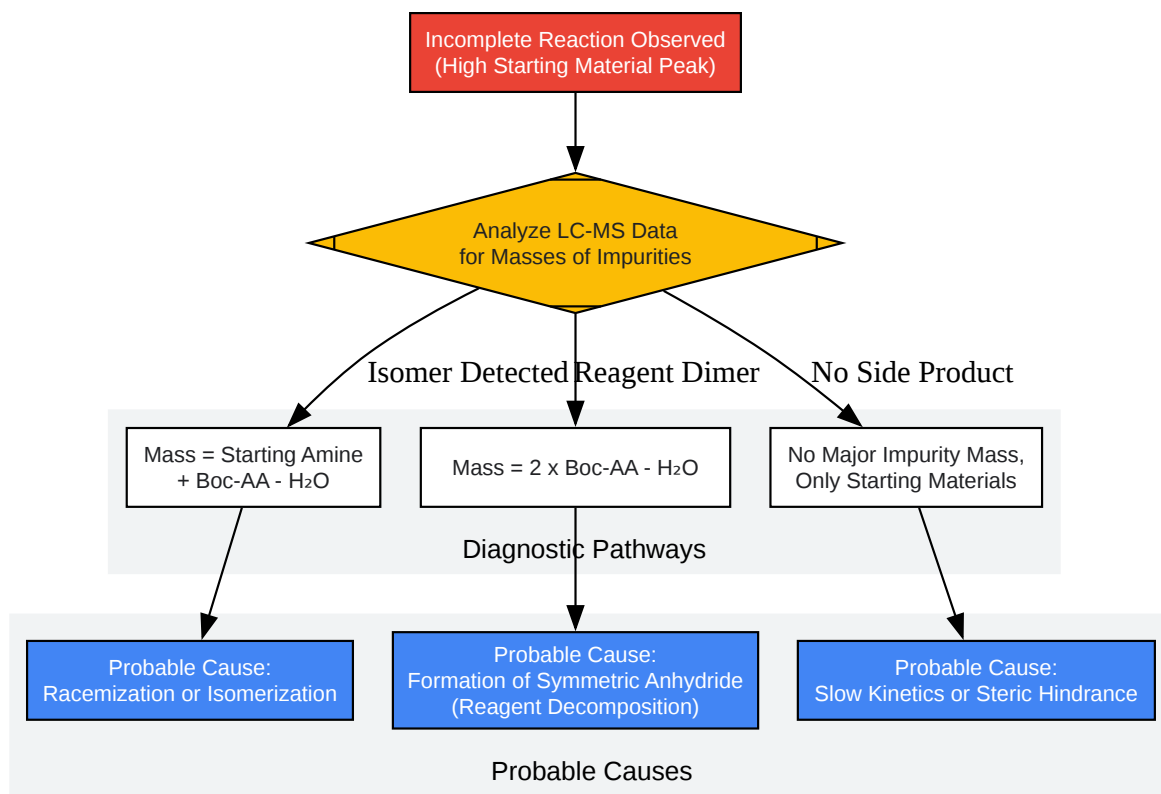 Incomplete Reaction Observed
(High Starting Material Peak)
Analyze LC-MS Data
for Masses of Impurities
Isomer Detected
Reagent Dimer
No Side Product
Mass = Starting Amine
+ Boc-AA - H₂O
Mass = 2 x Boc-AA - H₂O
No Major Impurity Mass,
Only Starting Materials
Diagnostic Pathways
Probable Cause:
Racemization or Isomerization
Probable Cause:
Formation of Symmetric Anhydride
(Reagent Decomposition)
Probable Cause:
Slow Kinetics or Steric Hindrance
Probable Causes